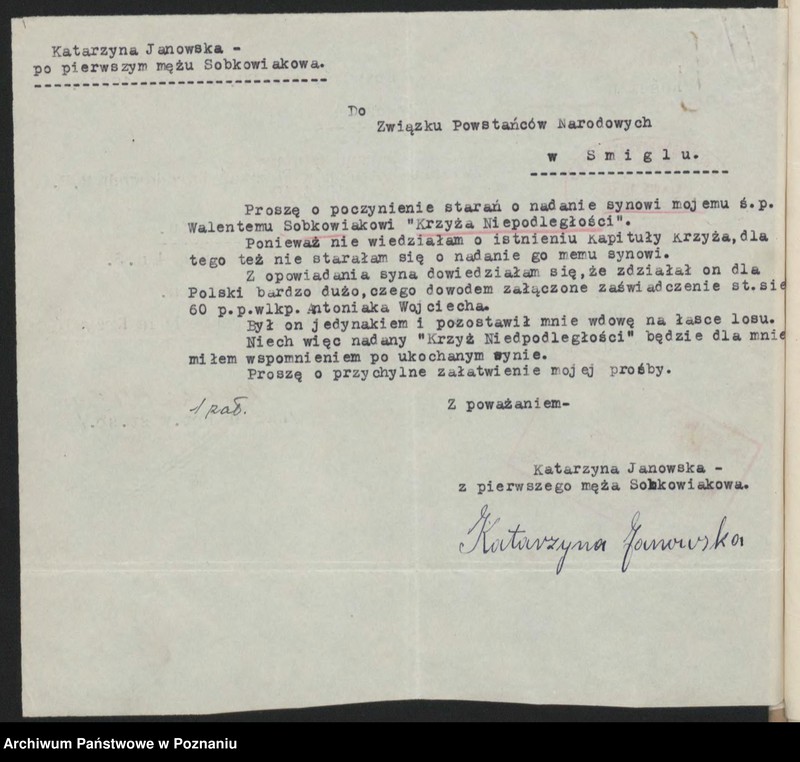 Katarzyna Janowska -
po pierwszym mężu Sobkowiakowa.
Do
Związku Powstańców Narodowych
w S m i g l u.
Proszę o poczynienie starań o nadanie synowi mojemu ś.p.
Walentemu Sobkowiakowi "Krzyża Niepodległości".
Ponieważ nie wiedziałam o istnieniu Kapituły Krzyża,dla
tego też nie starałam się o nadanie go memu synowi.
Z opowiadania syna dowiedziałam się,że zdziałał on dla
Polski bardzo dużo,czego dowodem załączone zaświadczenie st.sie
60 p.p.wlkp. Antoniaka Wojciecha.
Był on jedynakiem i pozostawił mnie wdowę na łasce losu.
Niech więc nadany "Krzyż Niedpodległości" będzie dla mnie
miłem wspomnieniem po ukochanym synie.
Proszę o przychylne załatwienie mojej prośby.
1 zał.
Z poważaniem-
Katarzyna Janowska -
z pierwszego męża Sobkowiakowa.
Katarzyna Janowska
Archiwum Państwowe w Poznaniu